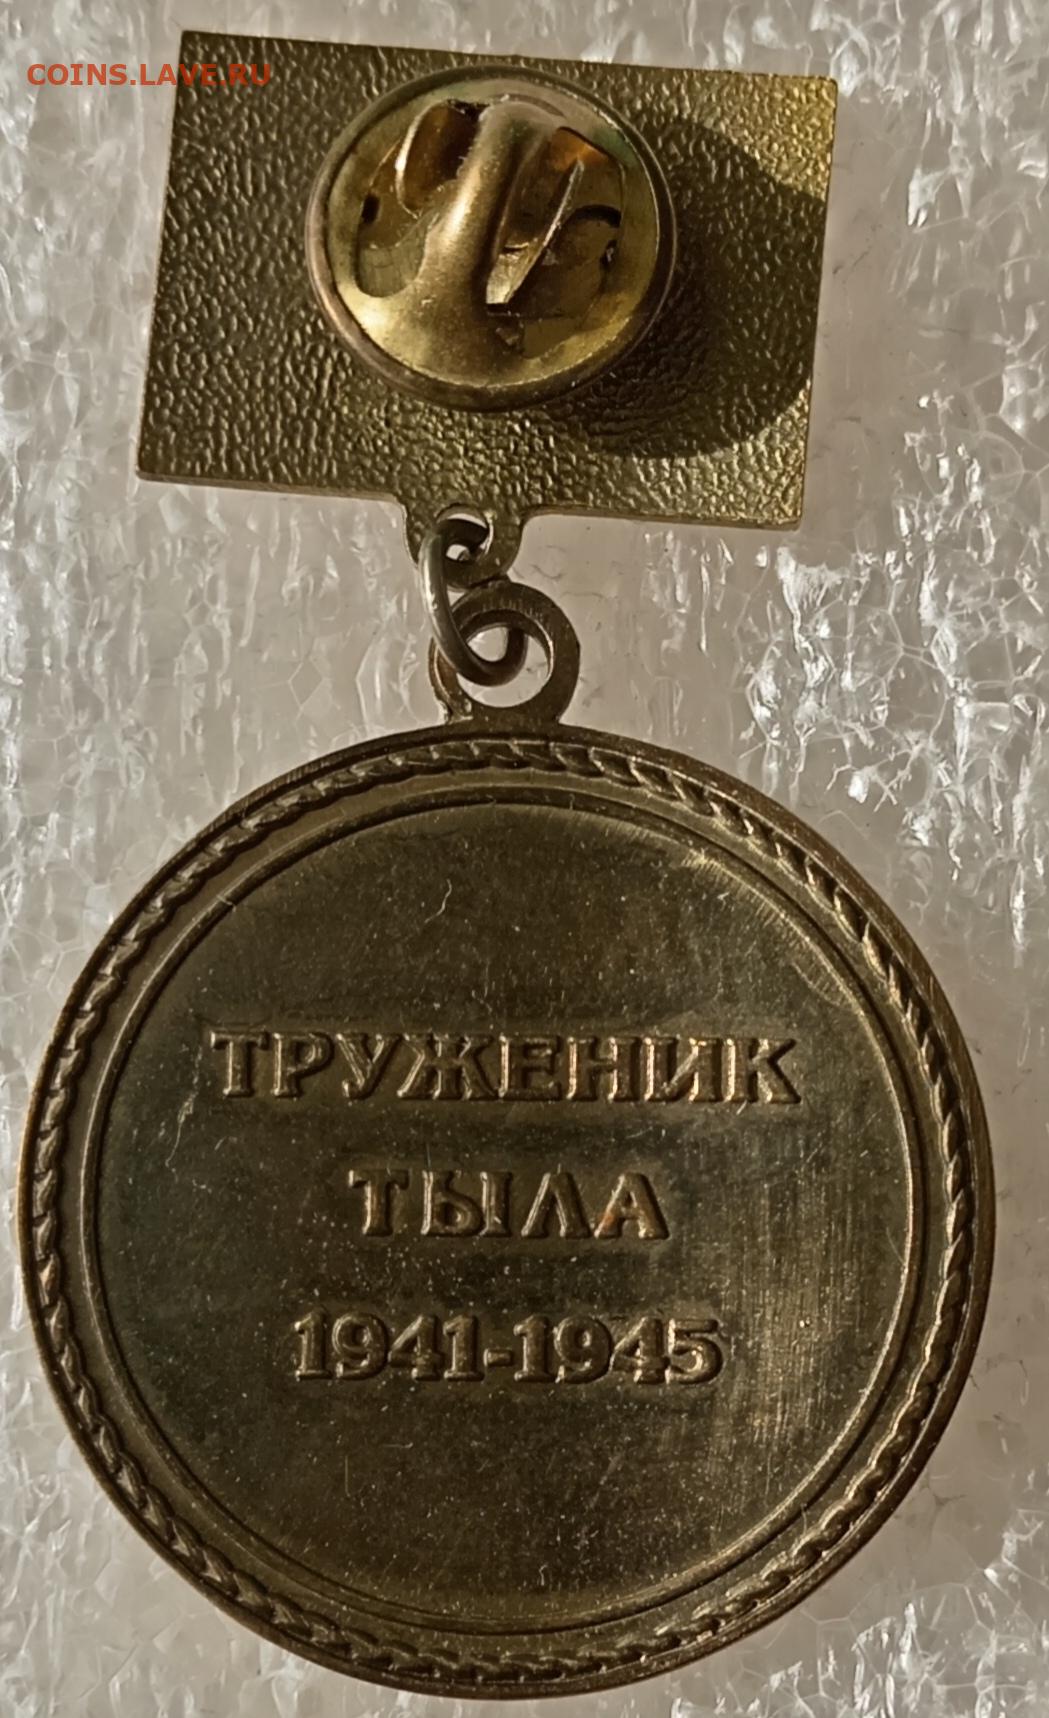 COINS.LAVE.RU
ТРУЖЕНИК
ТЫЛА
1941-1945